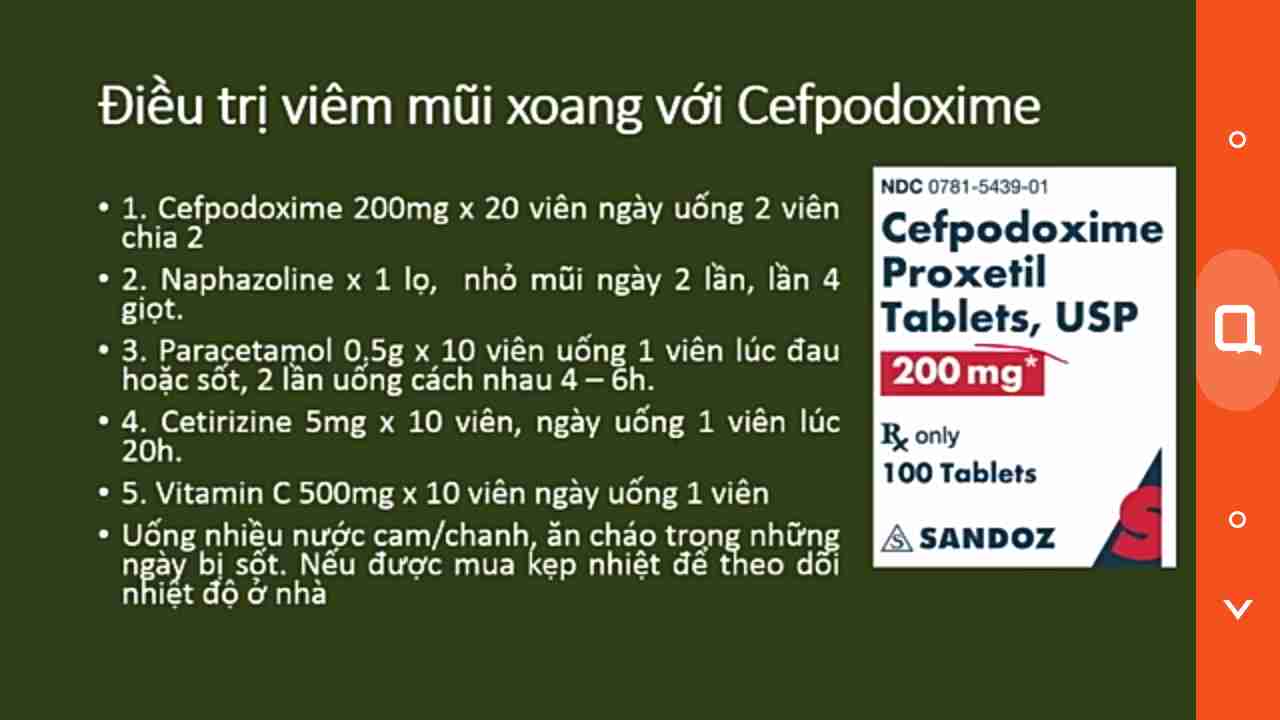 Điều trị viêm mũi xoang với Cefpodoxime
• 1. Cefpodoxime 200mg x 20 viên ngày uống 2 viên
chia 2
• 2. Naphazoline x 1 lọ, nhỏ mũi ngày 2 lần, lần 4
giọt.
• 3. Paracetamol 0,5g x 10 viên uống 1 viên lúc đau
hoặc sốt, 2 lần uống cách nhau 4 – 6h.
• 4. Cetirizine 5mg x 10 viên, ngày uống 1 viên lúc
20h.
• 5. Vitamin C 500mg x 10 viên ngày uống 1 viên
• Uống nhiều nước cam/chanh, ăn cháo trong những
ngày bị sốt. Nếu được mua kẹp nhiệt để theo dõi
nhiệt độ ở nhà
NDC 0781-5439-01
Cefpodoxime
Proxetil
Tablets, USP
200 mg*
Rx only
100 Tablets
S SANDOZ
S